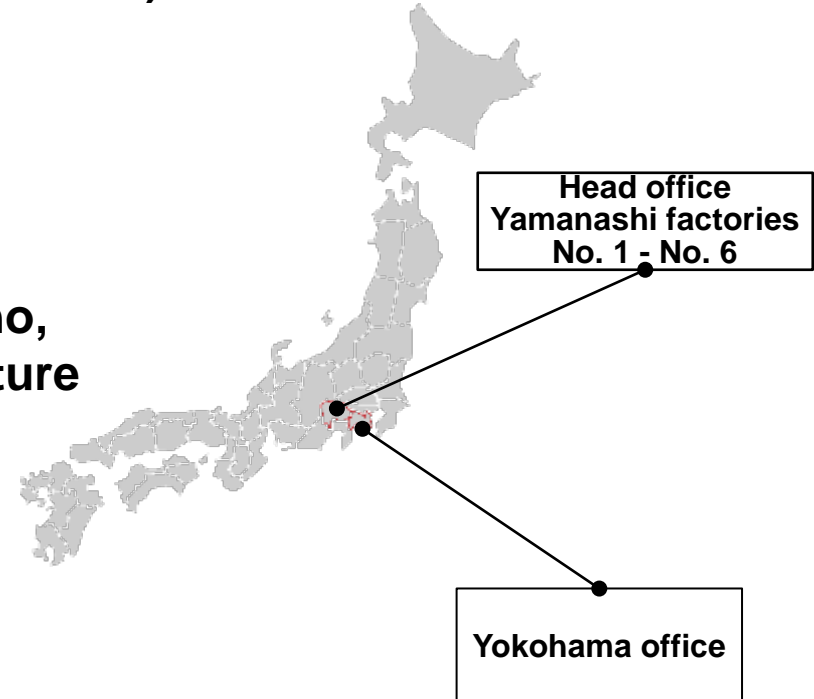 Head office
Yamanashi factories
No. 1 - No. 6
Yokohama office